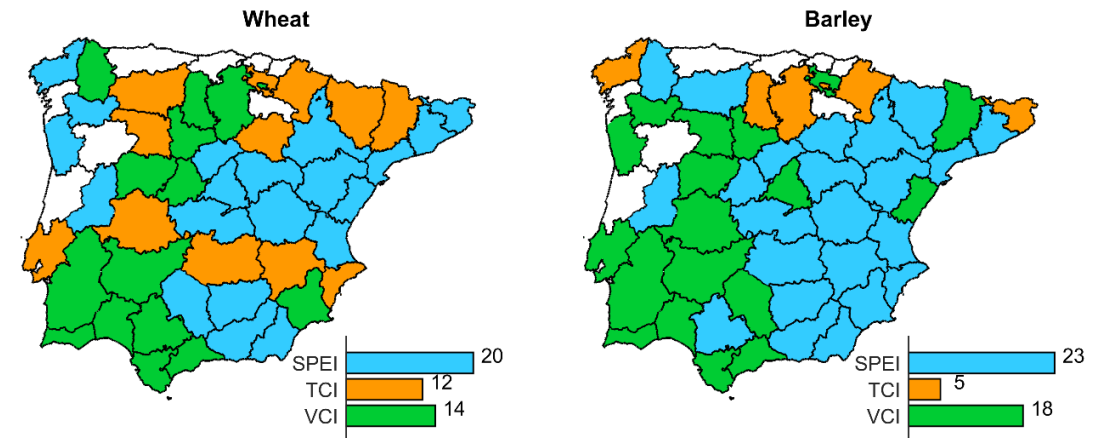 Wheat
Barley
SPEI 20
TCI 12
VCI 14
SPEI 23
TCI 5
VCI 18